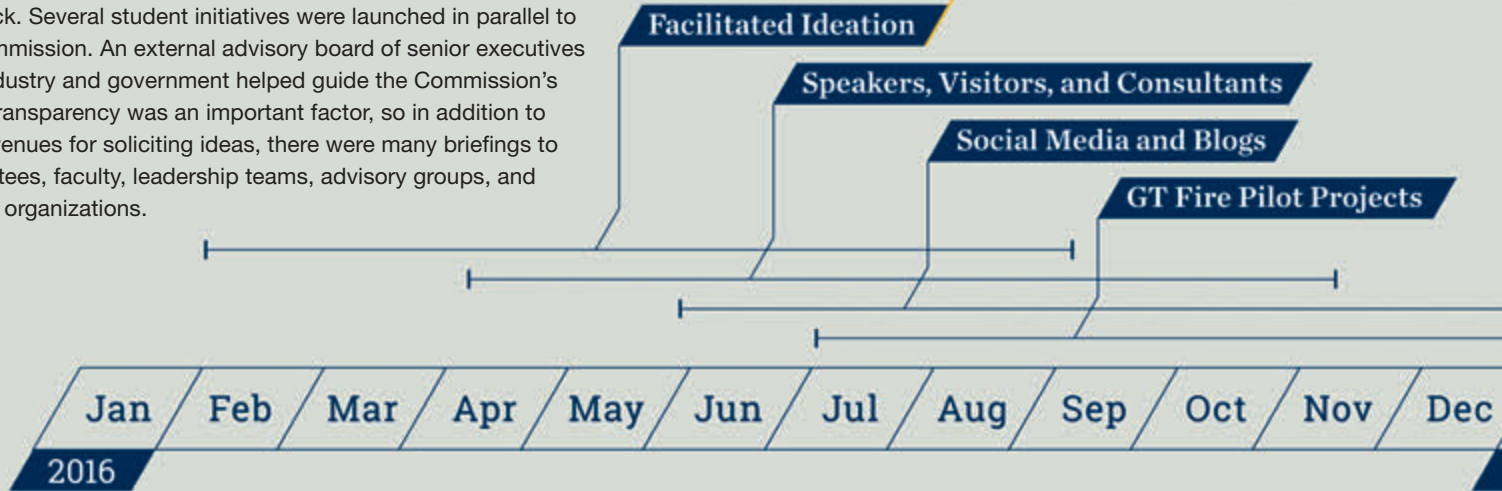 ck. Several student initiatives were launched in parallel to
mmission. An external advisory board of senior executives
dustry and government helped guide the Commission's
ransparency was an important factor, so in addition to
venues for soliciting ideas, there were many briefings to
tees, faculty, leadership teams, advisory groups, and
organizations.
Facilitated Ideation
Speakers, Visitors, and Consultants
Social Media and Blogs
GT Fire Pilot Projects
Jan Feb Mar Apr May Jun Jul Aug Sep Oct Nov Dec
2016